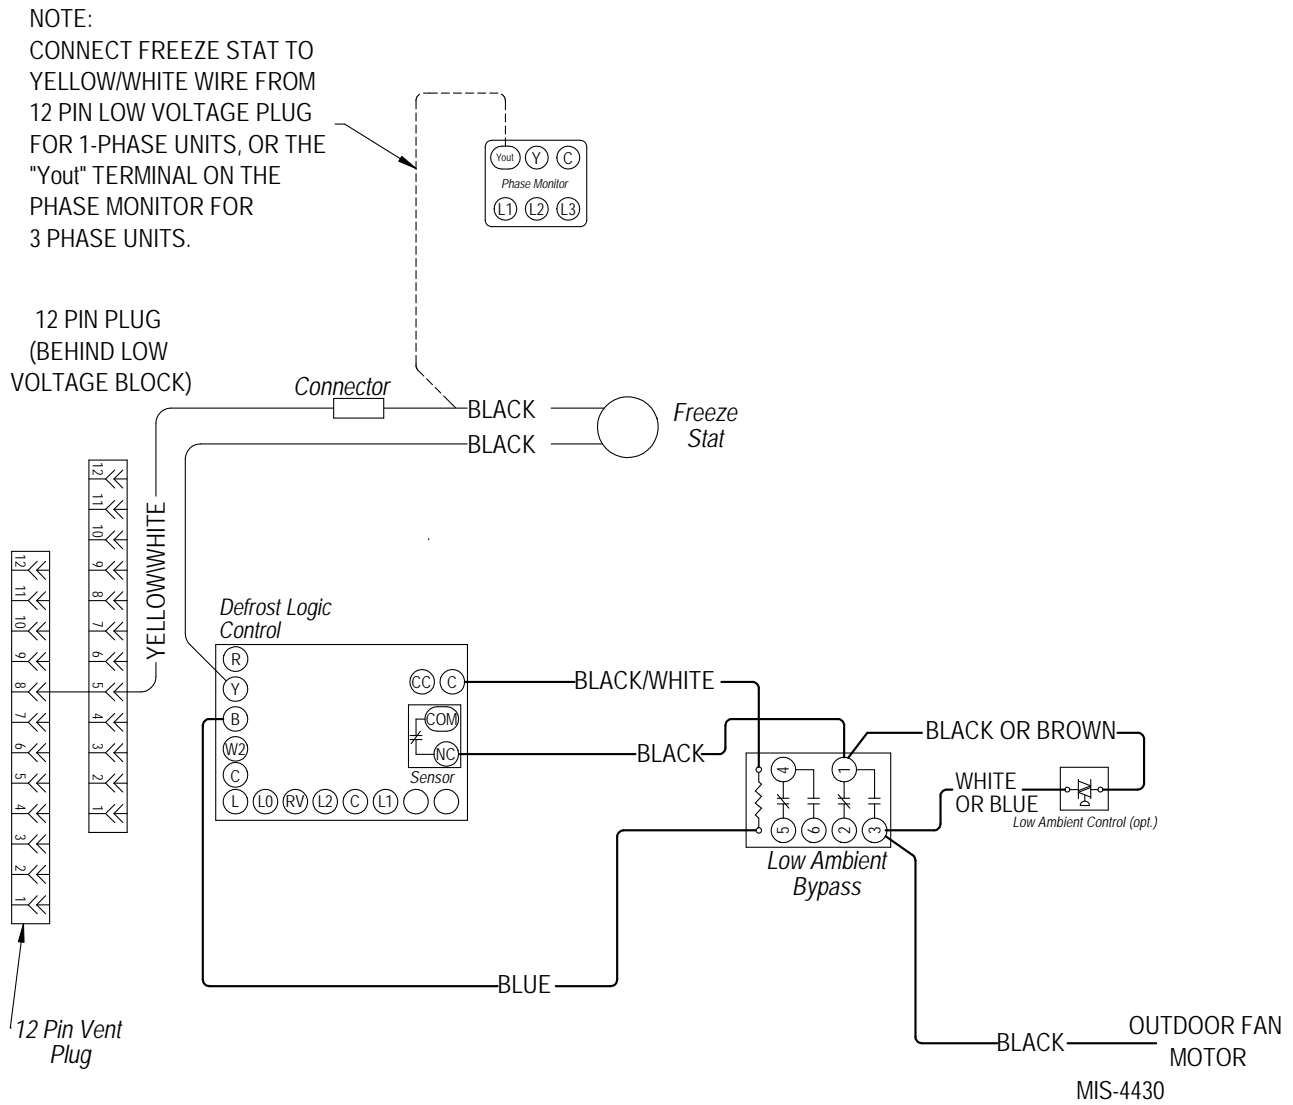 NOTE:
CONNECT FREEZE STAT TO
YELLOW/WHITE WIRE FROM
12 PIN LOW VOLTAGE PLUG
FOR 1-PHASE UNITS, OR THE
"Yout" TERMINAL ON THE
PHASE MONITOR FOR
3 PHASE UNITS.
Yout Y C
Phase Monitor
L1 L2 L3
12 PIN PLUG
(BEHIND LOW
VOLTAGE BLOCK)
Connector
BLACK
BLACK
Freeze
Stat
12
11
10
9
8
7
6
5
4
3
2
1
YELLOW\WHITE
12
11
10
9
8
7
6
5
4
3
2
1
12 Pin Vent
Plug
Defrost Logic
Control
R
Y
B
W2
C
L L0 RV L2 C L1
CC C
COM
NC
Sensor
BLACK/WHITE
BLACK
BLUE
4 1
5 6 2 3
Low Ambient
Bypass
BLACK OR BROWN
WHITE
OR BLUE
Low Ambient Control (opt.)
BLACK
OUTDOOR FAN
MOTOR
MIS-4430